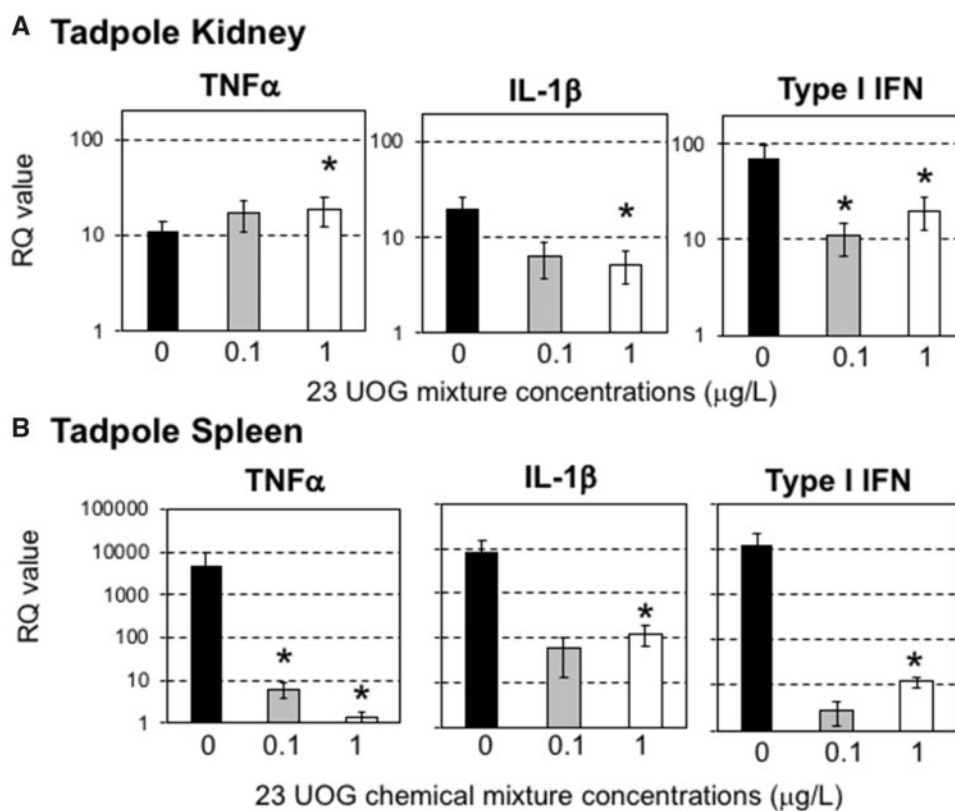 A Tadpole Kidney
TNFα IL-1β Type I IFN
RQ value
100 10 1
100 10 1
100 10 1
* * * *
0 0.1 1 0 0.1 1 0 0.1 1
23 UOG mixture concentrations (μg/L)
B Tadpole Spleen
TNFα IL-1β Type I IFN
RQ value
100000
10000
1000
100
10
1
* * * *
0 0.1 1 0 0.1 1 0 0.1 1
23 UOG chemical mixture concentrations (μg/L)